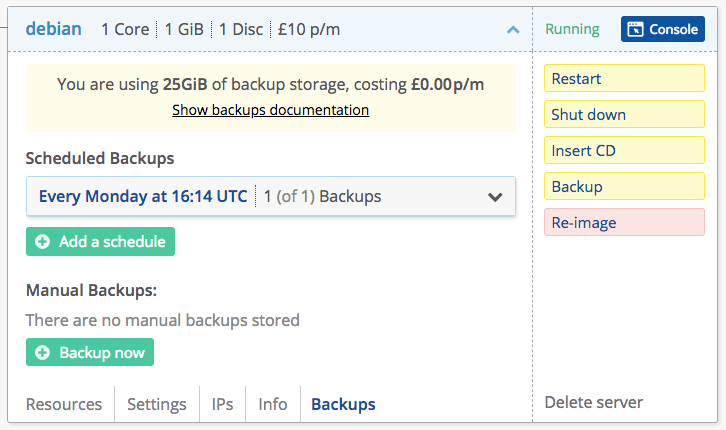 debian 1 Core 1 GiB 1 Disc £10 p/m
Running
Console
You are using 25GiB of backup storage, costing £0.00p/m
Show backups documentation
Scheduled Backups
Every Monday at 16:14 UTC 1 (of 1) Backups
Add a schedule
Manual Backups:
There are no manual backups stored
Backup now
Resources Settings IPs Info Backups
Restart
Shut down
Insert CD
Backup
Re-image
Delete server